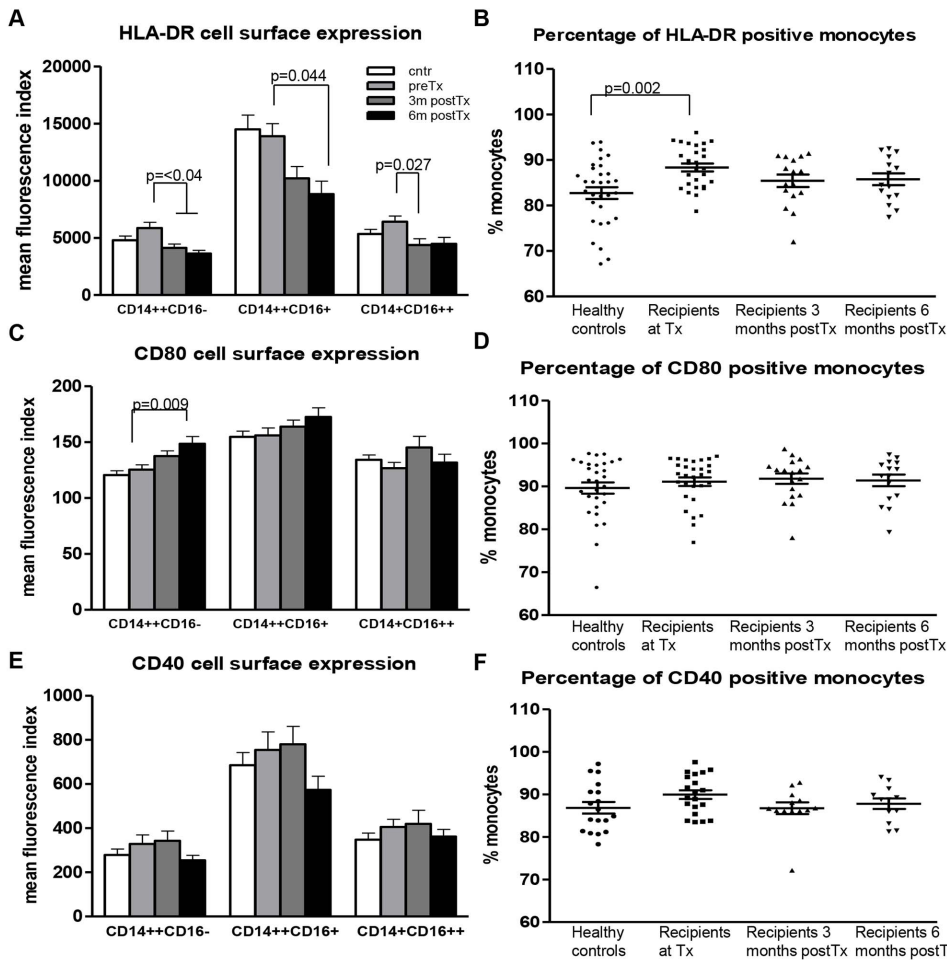 A
HLA-DR cell surface expression
mean fluorescence index
20000
15000
10000
5000
0
p=<0.04
p=0.044
p=0.027
cntr
preTx
3m postTx
6m postTx
CD14++CD16-
CD14++CD16+
CD14+CD16++
B
Percentage of HLA-DR positive monocytes
% monocytes
110
100
90
80
70
60
p=0.002
Healthy
controls
Recipients
at Tx
Recipients 3
months postTx
Recipients 6
months postTx
C
CD80 cell surface expression
mean fluorescence index
200
150
100
50
0
p=0.009
CD14++CD16-
CD14++CD16+
CD14+CD16++
D
Percentage of CD80 positive monocytes
% monocytes
110
100
90
80
70
60
Healthy
controls
Recipients
at Tx
Recipients 3
months postTx
Recipients 6
months postTx
E
CD40 cell surface expression
mean fluorescence index
1000
800
600
400
200
0
CD14++CD16-
CD14++CD16+
CD14+CD16++
F
Percentage of CD40 positive monocytes
% monocytes
110
100
90
80
70
60
Healthy
controls
Recipients
at Tx
Recipients 3
months postTx
Recipients 6
months postT